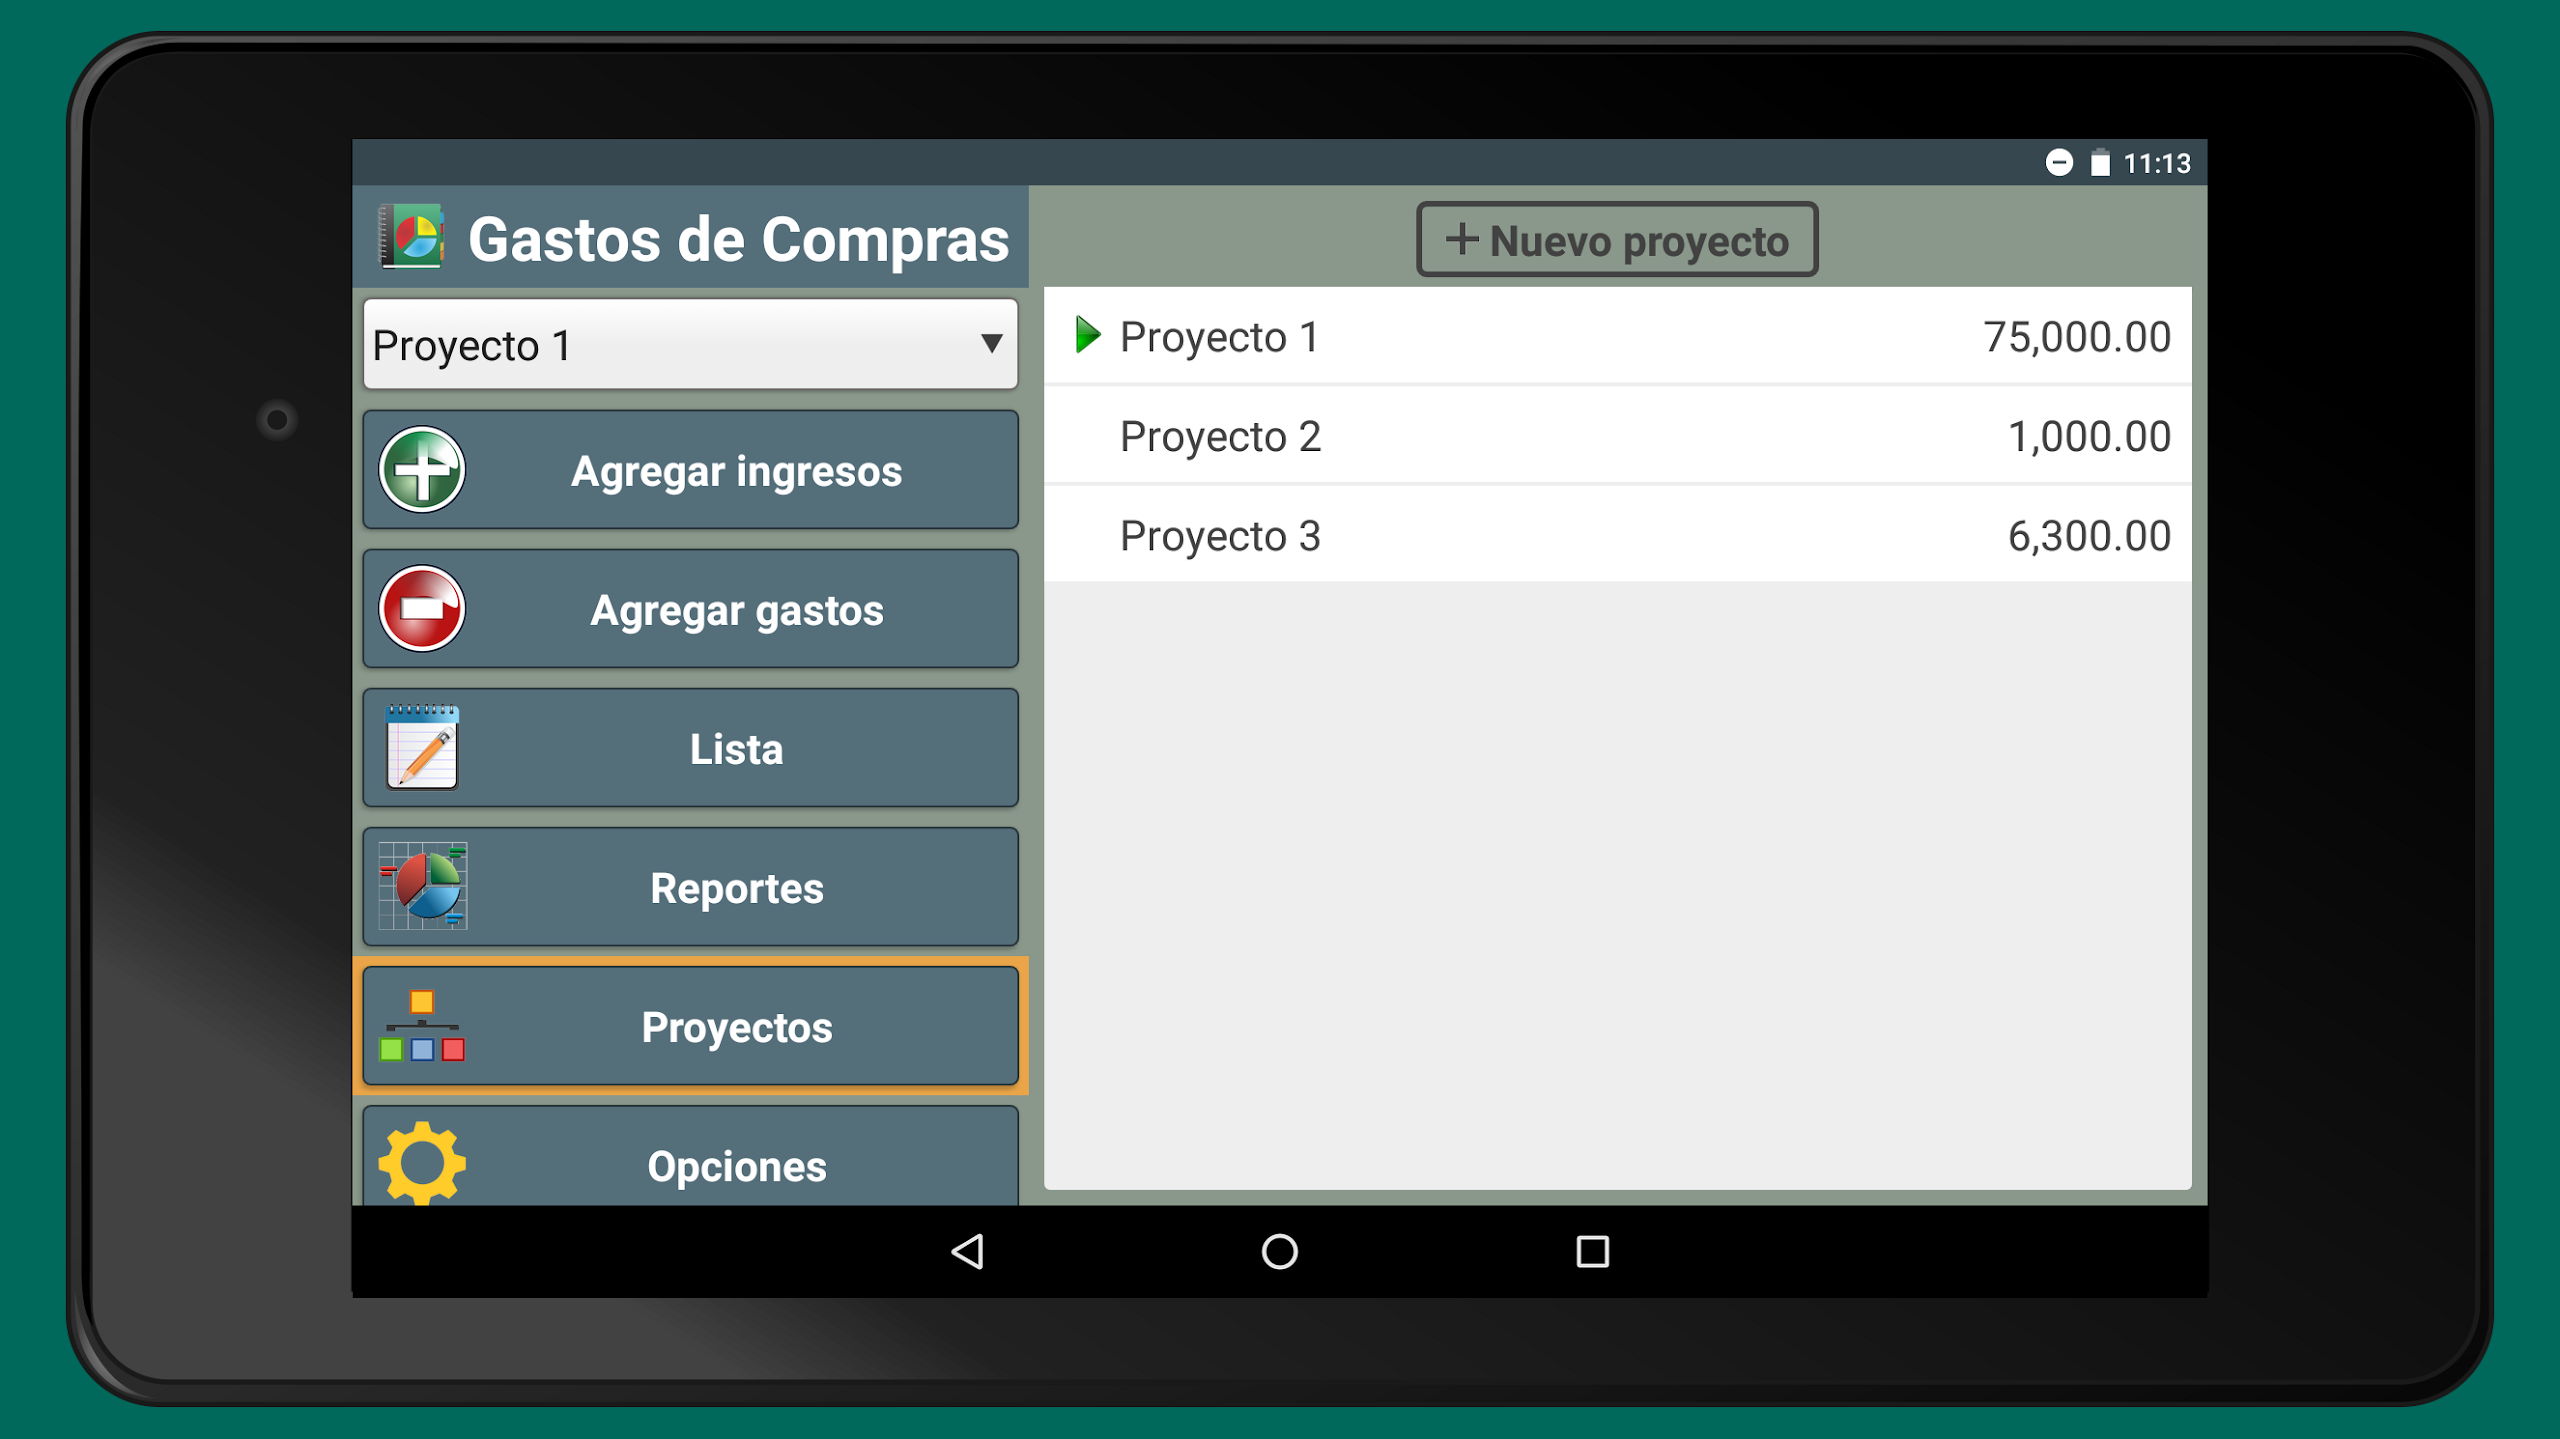 11:13
Gastos de Compras
Proyecto 1
Agregar ingresos
Agregar gastos
Lista
Reportes
Proyectos
Opciones
+ Nuevo proyecto
Proyecto 1 75,000.00
Proyecto 2 1,000.00
Proyecto 3 6,300.00